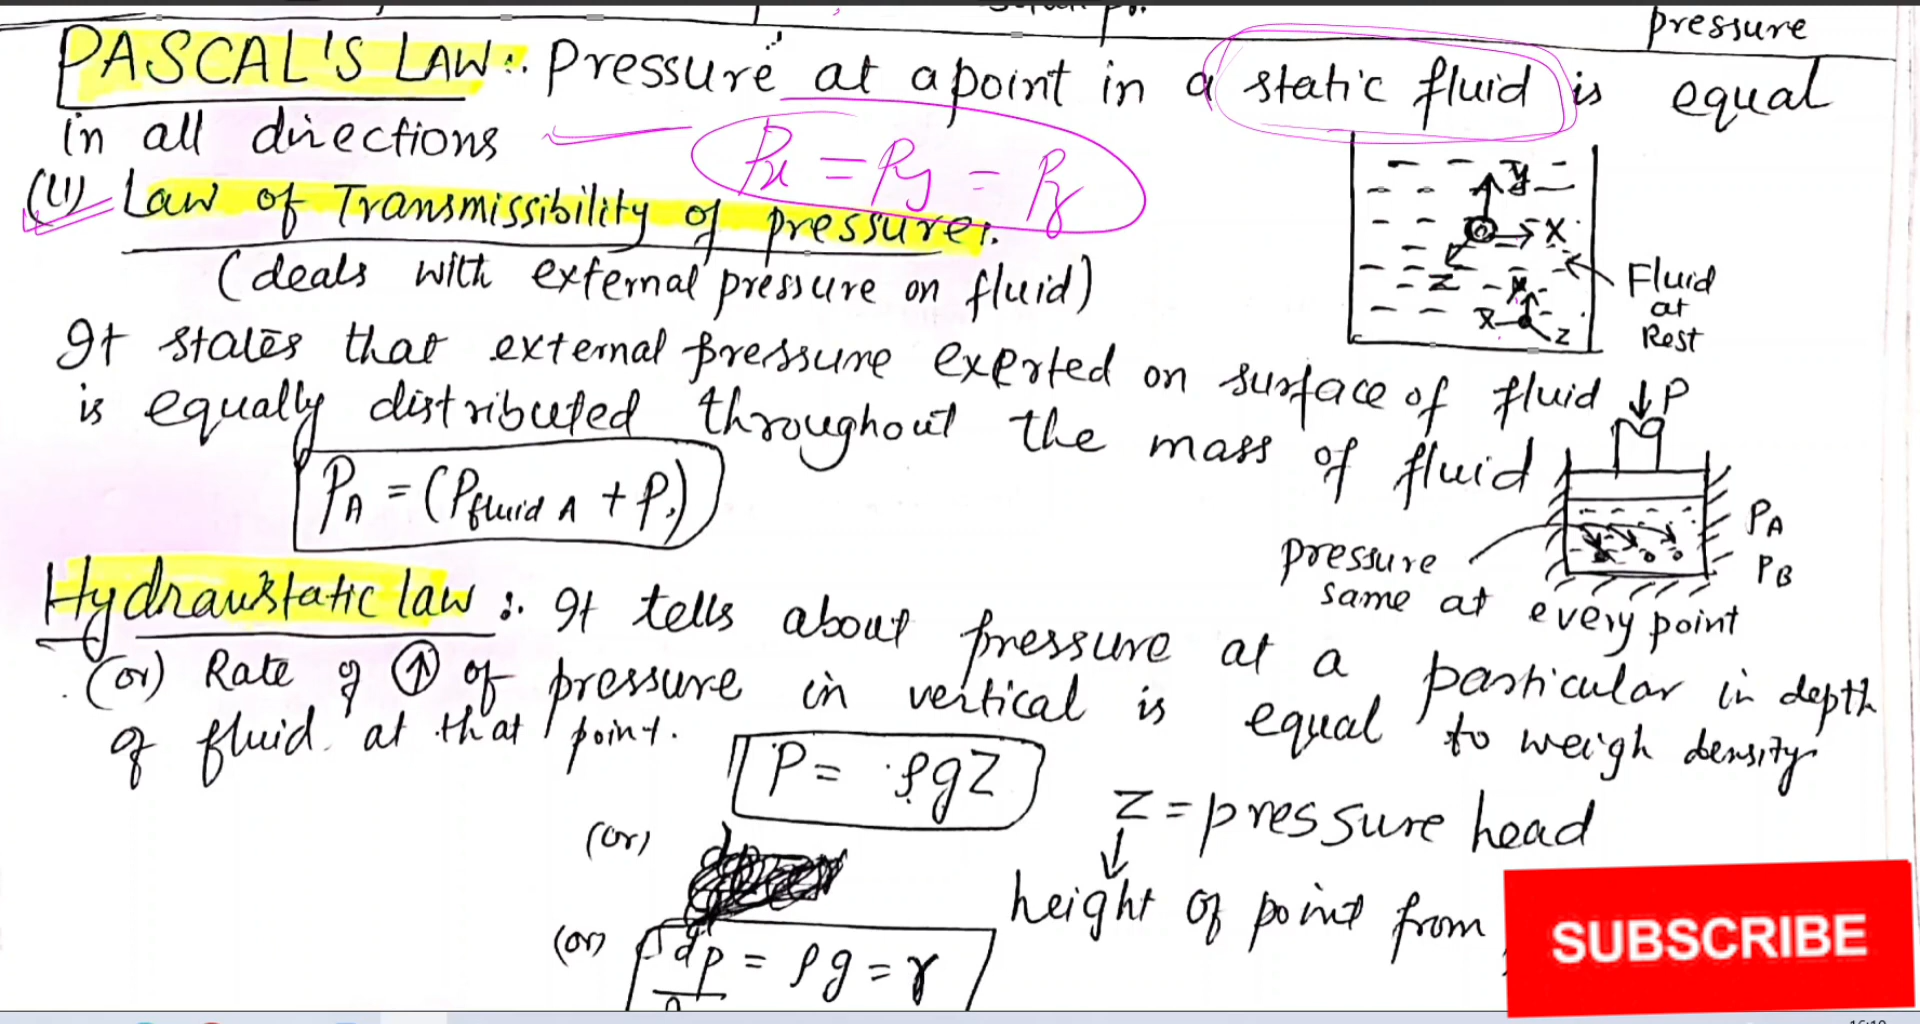 pressure
PASCAL'S LAW:. Pressure at a point in a static fluid is equal
in all directions
Px = Py = Pz
(ii) Law of Transmissibility of pressure:.
(deals with external pressure on fluid)
y
X
Z
X
Z
Fluid
at
Rest
It states that external pressure exerted on surface of fluid
is equally distributed throughout the mass of fluid
P
PA = (Pfluid A + P.)
PA
PB
pressure
same at every point
Hydraustatic law :. It tells about pressure at a particular in depth
(or) Rate of ↑ of pressure in vertical is equal to weigh density
of fluid at that point.
P = ρgZ
Z = pressure head
(or)
height of point from
(or)
dp = ρg = γ
SUBSCRIBE